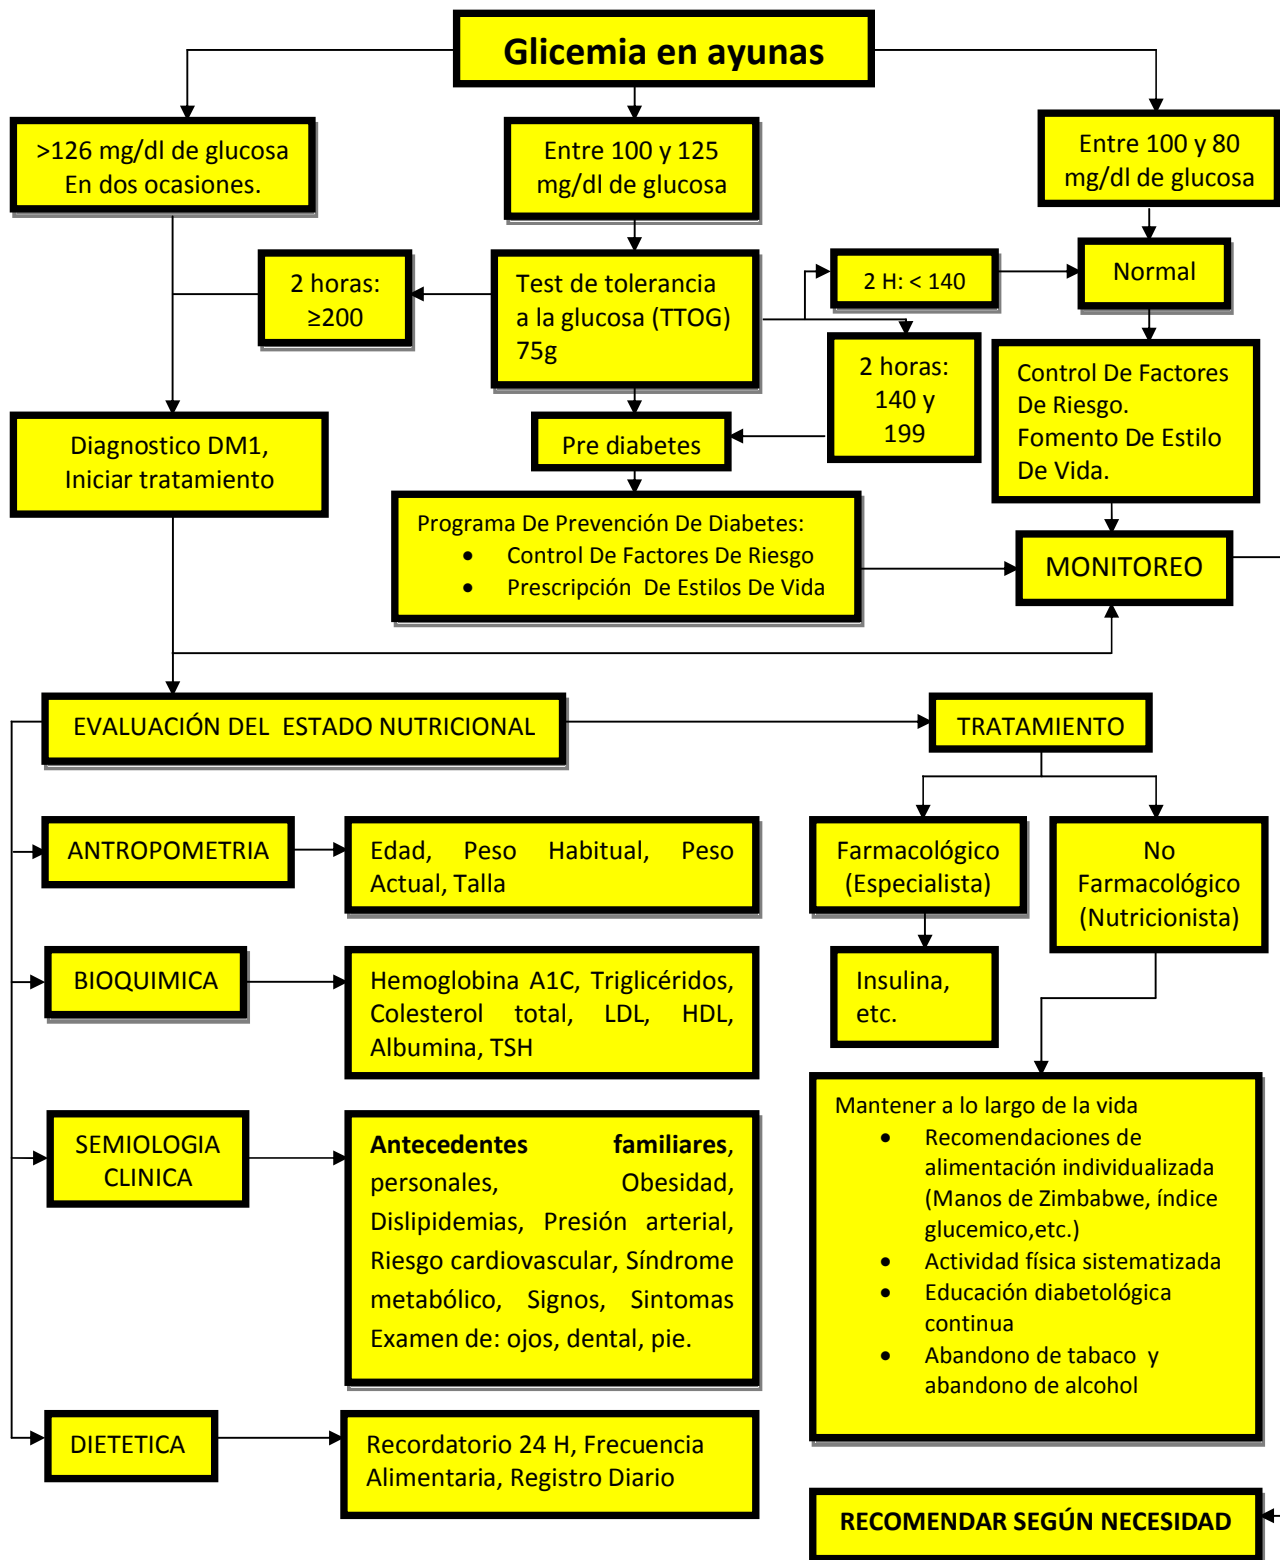 Glicemia en ayunas
>126 mg/dl de glucosa
En dos ocasiones.
Entre 100 y 125
mg/dl de glucosa
Entre 100 y 80
mg/dl de glucosa
2 horas:
≥200
Test de tolerancia
a la glucosa (TTOG)
75g
2 H: < 140
Normal
2 horas:
140 y
199
Control De Factores
De Riesgo.
Fomento De Estilo
De Vida.
Diagnostico DM1,
Iniciar tratamiento
Pre diabetes
Programa De Prevención De Diabetes:
• Control De Factores De Riesgo
• Prescripción De Estilos De Vida
MONITOREO
EVALUACIÓN DEL ESTADO NUTRICIONAL
TRATAMIENTO
ANTROPOMETRIA
Edad, Peso Habitual, Peso
Actual, Talla
Farmacológico
(Especialista)
No
Farmacológico
(Nutricionista)
BIOQUIMICA
Hemoglobina A1C, Triglicéridos,
Colesterol total, LDL, HDL,
Albumina, TSH
Insulina,
etc.
SEMIOLOGIA
CLINICA
Antecedentes familiares,
personales, Obesidad,
Dislipidemias, Presión arterial,
Riesgo cardiovascular, Síndrome
metabólico, Signos, Sintomas
Examen de: ojos, dental, pie.
Mantener a lo largo de la vida
• Recomendaciones de
alimentación individualizada
(Manos de Zimbabwe, índice
glucemico,etc.)
• Actividad física sistematizada
• Educación diabetológica
continua
• Abandono de tabaco y
abandono de alcohol
DIETETICA
Recordatorio 24 H, Frecuencia
Alimentaria, Registro Diario
RECOMENDAR SEGÚN NECESIDAD